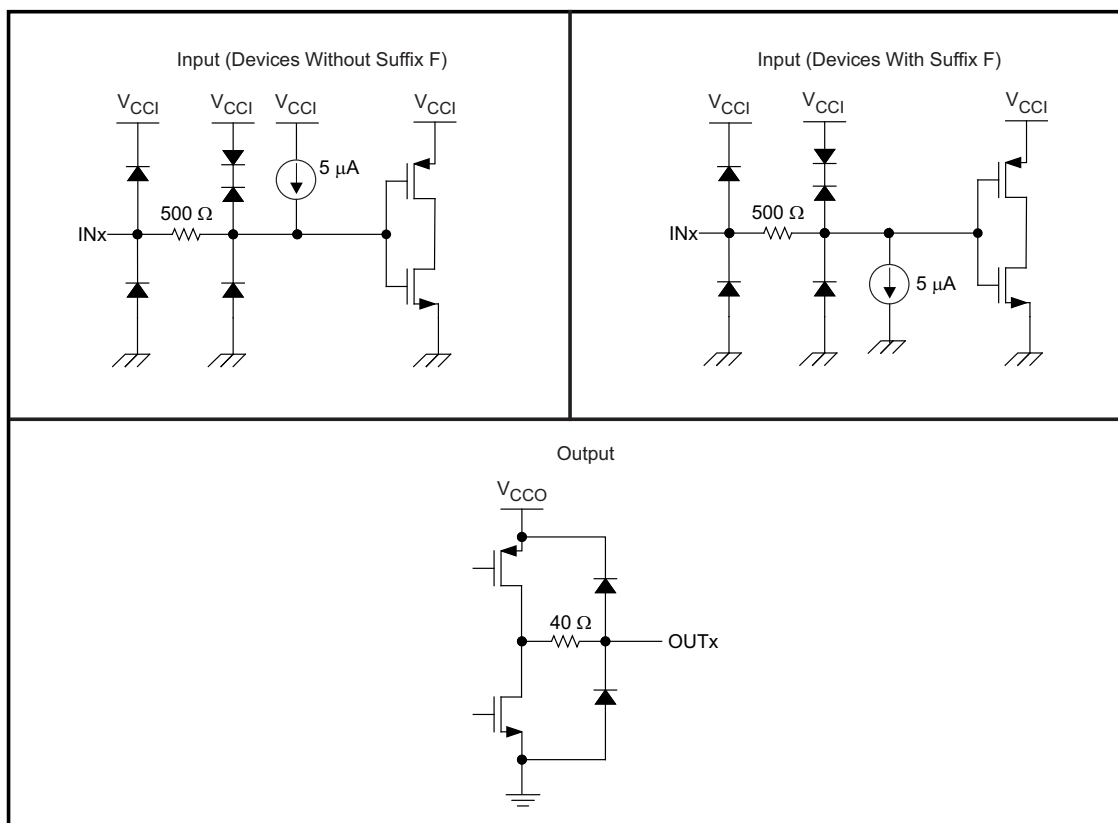 Input (Devices Without Suffix F)
VCCI VCCI VCCI VCCI
5 μA
500 Ω
INx
Input (Devices With Suffix F)
VCCI VCCI VCCI
500 Ω
INx
5 μA
Output
VCCO
40 Ω
OUTx